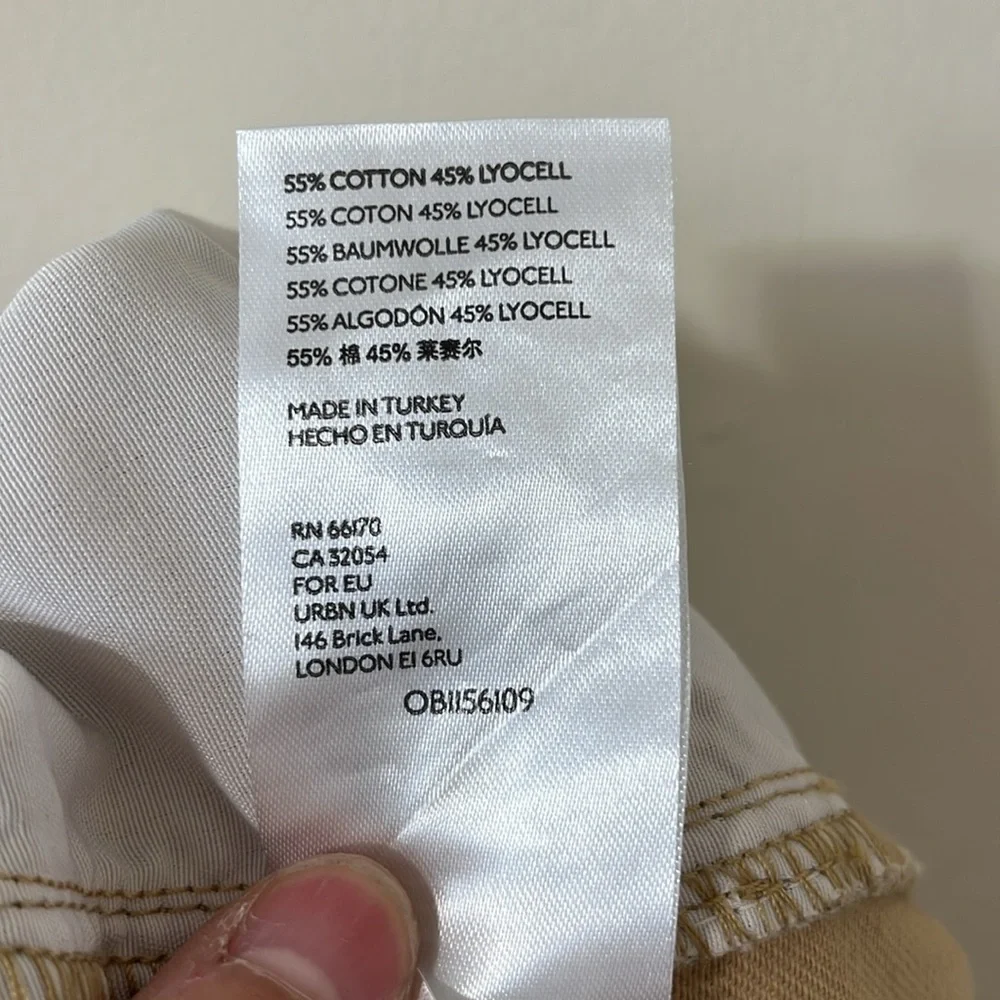 55% COTTON 45% LYOCELL
55% COTON 45% LYOCELL
55% BAUMWOLLE 45% LYOCELL
55% COTONE 45% LYOCELL
55% ALGODÓN 45% LYOCELL
55% 棉 45% 莱赛尔
MADE IN TURKEY
HECHO EN TURQUÍA
RN 66170
CA 32054
FOR EU
URBN UK Ltd.
146 Brick Lane,
LONDON E1 6RU
OB1156109